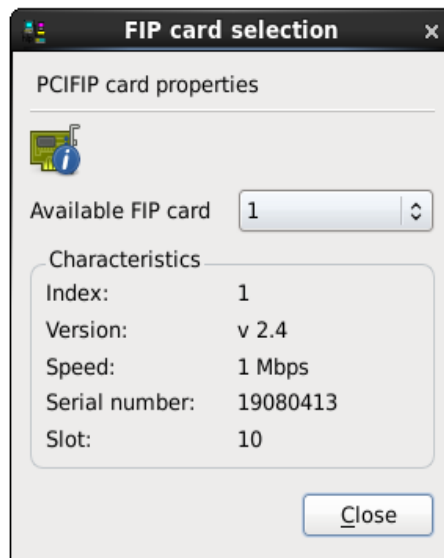 FIP card selection
PCIFIP card properties
Available FIP card 1
Characteristics
Index: 1
Version: v 2.4
Speed: 1 Mbps
Serial number: 19080413
Slot: 10
Close